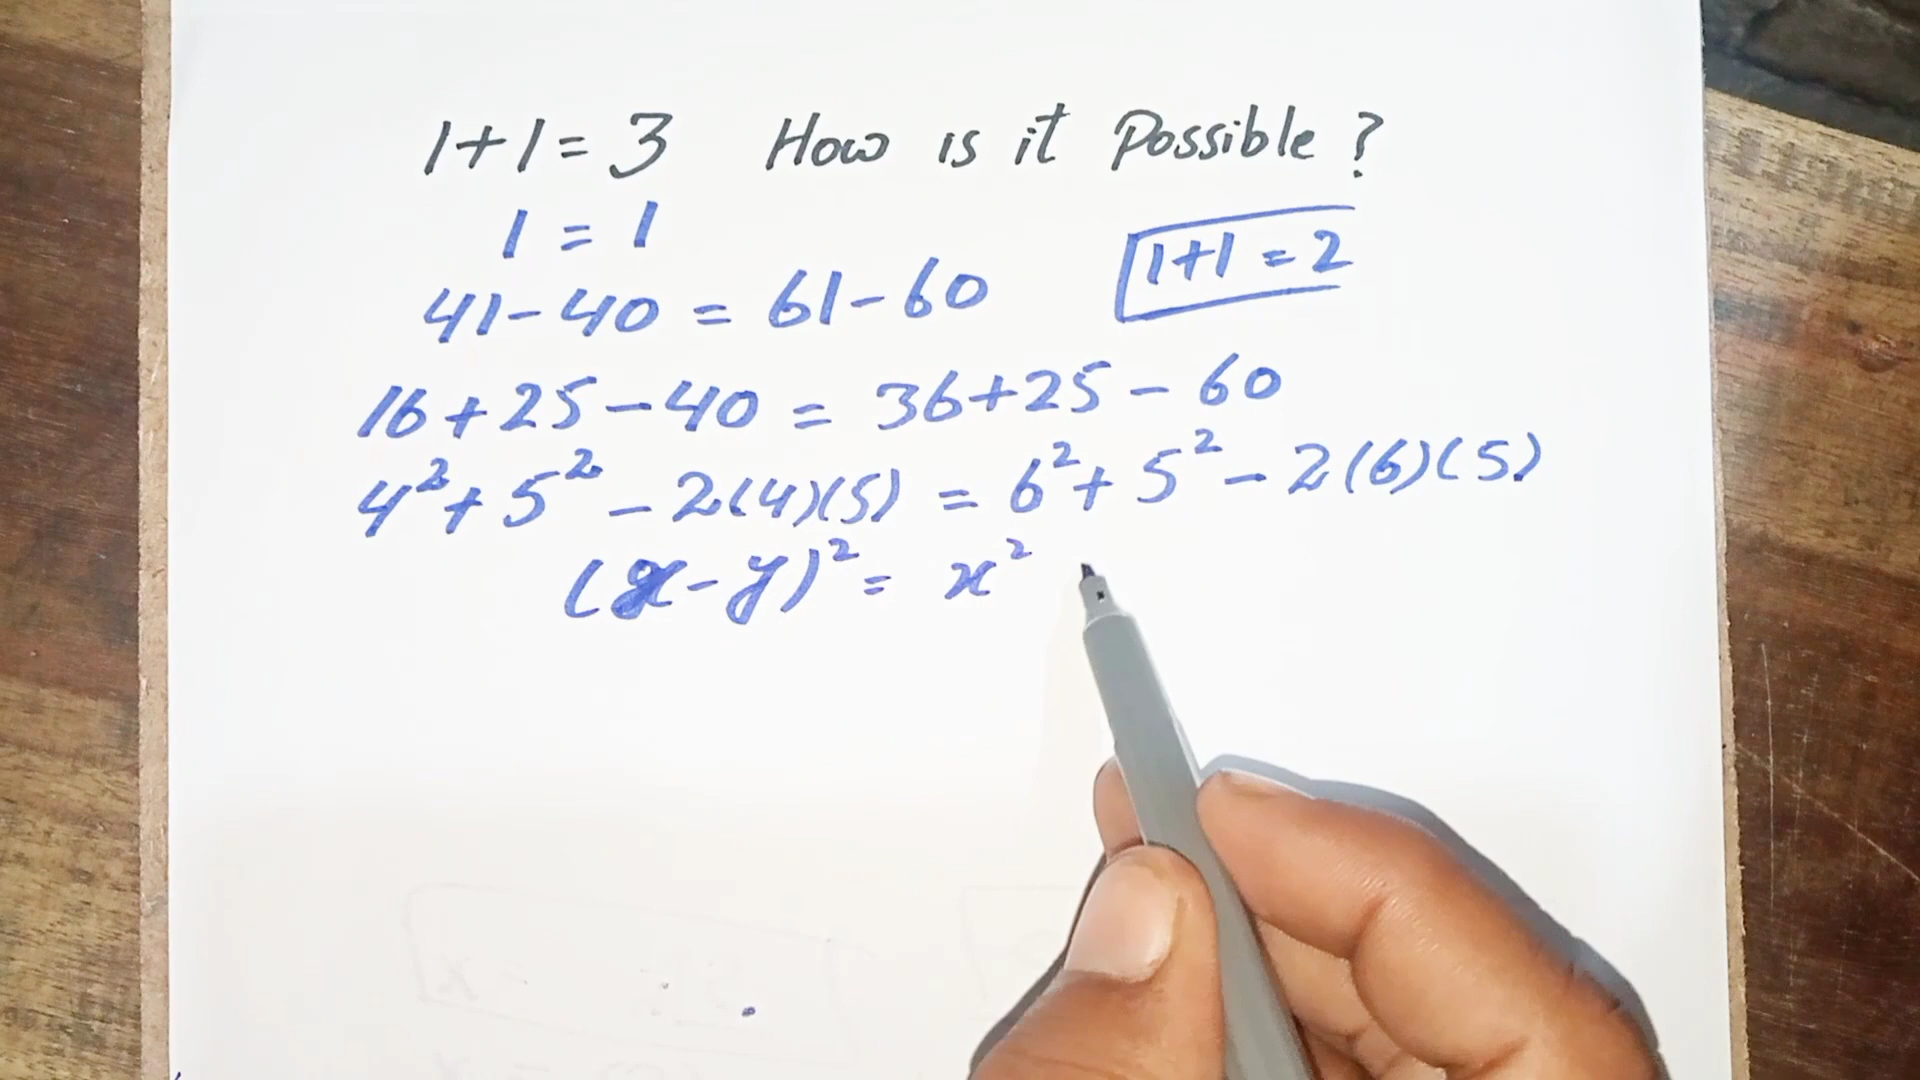 1+1=3 How is it Possible?
1 = 1
1+1=2
41-40 = 61-60
16+25-40 = 36+25-60
4²+5²-2(4)(5) = 6²+5²-2(6)(5)
(x-y)² = x²